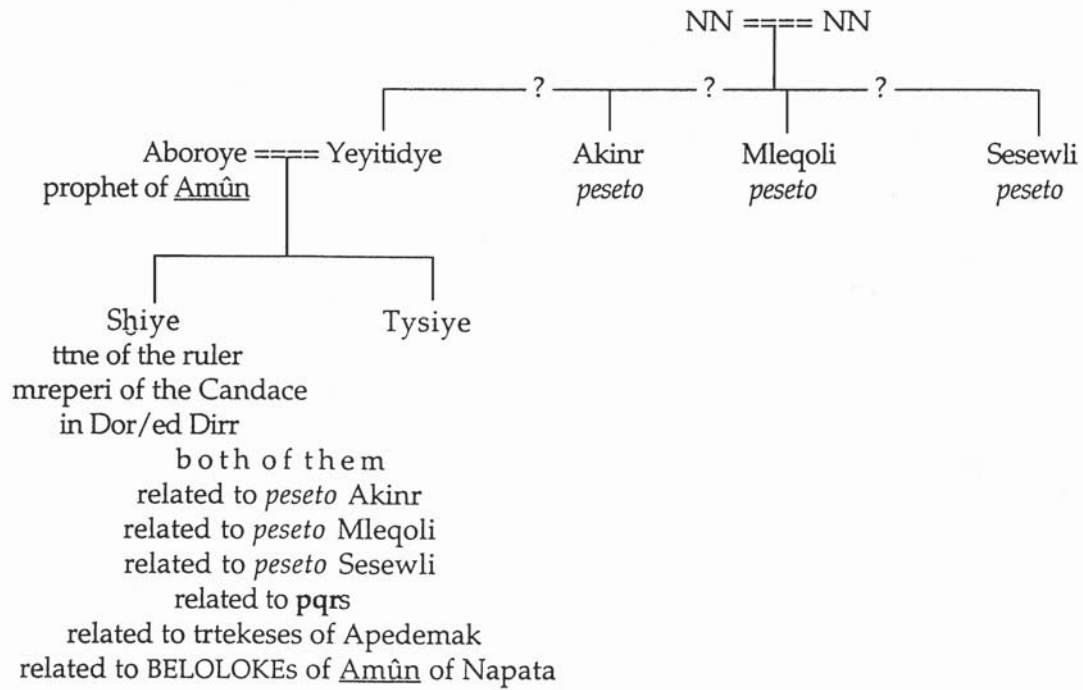 NN ==== NN
? ? ?
Aboroye ==== Yeyitidye Akinr Mleqoli Sesewli
prophet of Amûn peseto peseto peseto
Sḫiye Tysiye
ttne of the ruler
mreperi of the Candace
in Dor/ed Dirr
both of them
related to peseto Akinr
related to peseto Mleqoli
related to peseto Sesewli
related to pqrs
related to trtekeses of Apedemak
related to BELOLOKEs of Amûn of Napata